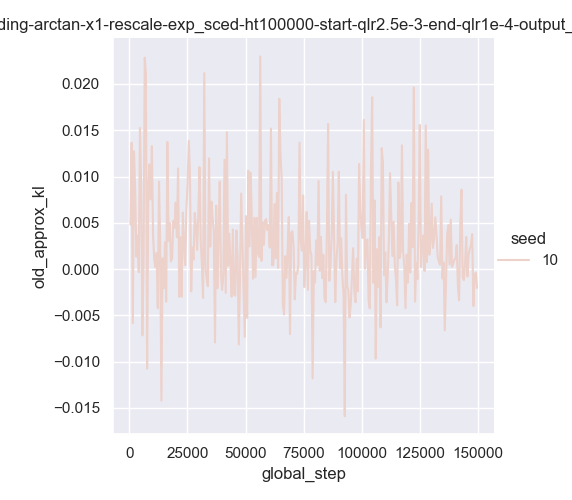 ding-arctan-x1-rescale-exp_sced-ht100000-start-qlr2.5e-3-end-qlr1e-4-output_
old_approx_kl
0.020
0.015
0.010
0.005
0.000
−0.005
−0.010
−0.015
0 25000 50000 75000 100000 125000 150000
global_step
seed
10